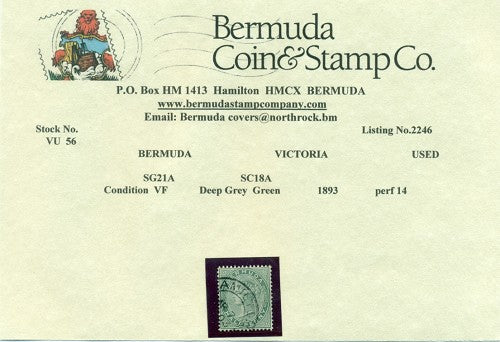 Bermuda
Coin&Stamp Co.
P.O. Box HM 1413 Hamilton HMCX BERMUDA
www.bermudastampcompany.com
Email: Bermuda covers@northrock.bm
Stock No. Listing No.2246
VU 56
BERMUDA VICTORIA USED
SG21A SC18A
Condition VF Deep Grey Green 1893 perf 14